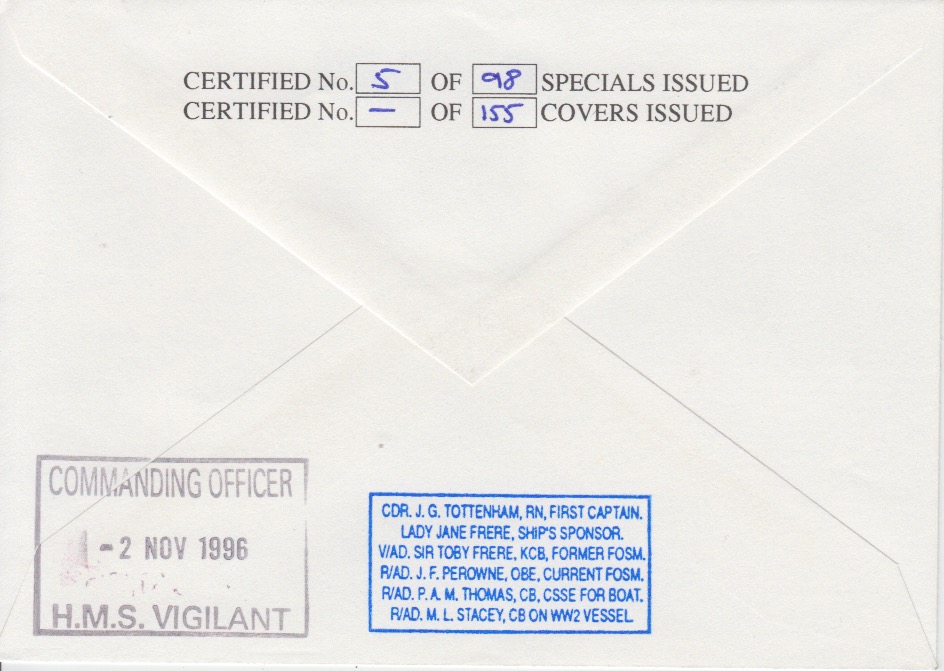 CERTIFIED No. 5 OF 98 SPECIALS ISSUED
CERTIFIED No. — OF 155 COVERS ISSUED
COMMANDING OFFICER
-2 NOV 1996
H.M.S. VIGILANT
CDR. J. G. TOTTENHAM, RN, FIRST CAPTAIN.
LADY JANE FRERE, SHIP'S SPONSOR.
V/AD. SIR TOBY FRERE, KCB, FORMER FOSM.
R/AD. J. F. PEROWNE, OBE, CURRENT FOSM.
R/AD. P. A. M. THOMAS, CB, CSSE FOR BOAT.
R/AD. M. L. STACEY, CB ON WW2 VESSEL.